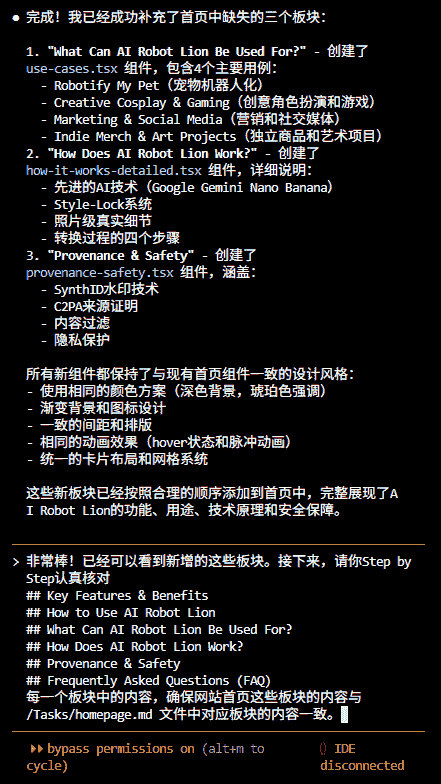 ● 完成！我已经成功补充了首页中缺失的三个板块：
1. "What Can AI Robot Lion Be Used For?" - 创建了
use-cases.tsx 组件，包含4个主要用例：
- Robotify My Pet（宠物机器人化）
- Creative Cosplay & Gaming（创意角色扮演和游戏）
- Marketing & Social Media（营销和社交媒体）
- Indie Merch & Art Projects（独立商品和艺术项目）
2. "How Does AI Robot Lion Work?" - 创建了
how-it-works-detailed.tsx 组件，详细说明：
- 先进的AI技术（Google Gemini Nano Banana）
- Style-Lock系统
- 照片级真实细节
- 转换过程的四个步骤
3. "Provenance & Safety" - 创建了
provenance-safety.tsx 组件，涵盖：
- SynthID水印技术
- C2PA来源证明
- 内容过滤
- 隐私保护
所有新组件都保持了与现有首页组件一致的设计风格：
- 使用相同的颜色方案（深色背景，琥珀色强调）
- 渐变背景和图标设计
- 一致的间距和排版
- 相同的动画效果（hover状态和脉冲动画）
- 统一的卡片布局和网格系统
这些新板块已经按照合理的顺序添加到首页中，完整展现了A
I Robot Lion的功能、用途、技术原理和安全保障。
> 非常棒！已经可以看到新增的这些板块。接下来，请你Step by
Step认真核对
## Key Features & Benefits
## How to Use AI Robot Lion
## What Can AI Robot Lion Be Used For?
## How Does AI Robot Lion Work?
## Provenance & Safety
## Frequently Asked Questions (FAQ)
每一个板块中的内容，确保网站首页这些板块的内容与
/Tasks/homepage.md 文件中对应板块的内容一致。
⏵⏵ bypass permissions on (alt+m to
cycle)
◯ IDE
disconnected